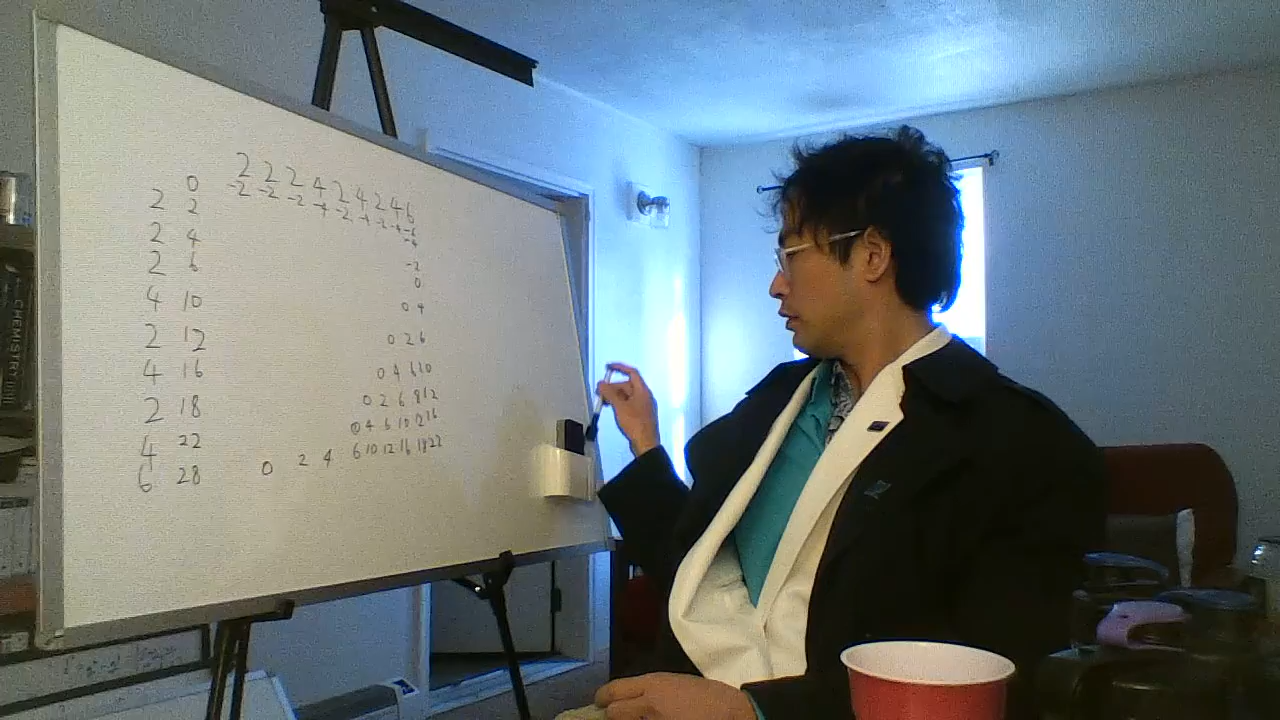 2 2 2 4 2 4 2 4 6
0 -2 -2 -2 -4 -2 -4 -2 -4 -6
2 2 -4
2 4 -2
2 6 0
4 10 0 4
2 12 0 2 6
4 16 0 4 6 10
2 18 0 2 6 8 12
4 22 0 4 6 10 12 16
6 28 0 2 4 6 10 12 16 18 22
CHEMISTRY